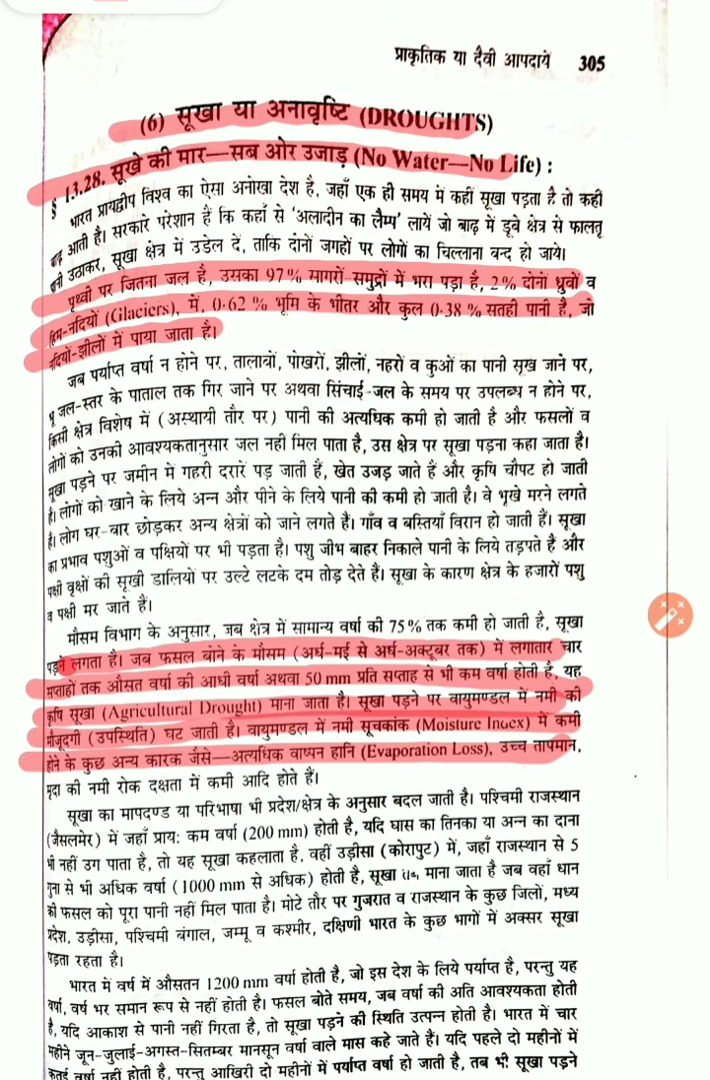 प्राकृतिक या दैवी आपदायें 305
(6) सूखा या अनावृष्टि (DROUGHTS)
§ 13.28. सूखे की मार—सब ओर उजाड़ (No Water—No Life) :
भारत प्रायद्वीप विश्व का ऐसा अनोखा देश है, जहाँ एक ही समय में कहीं सूखा पड़ता है तो कहीं
बाढ़ आती है। सरकारें परेशान हैं कि कहाँ से 'अलादीन का लैम्प' लायें जो बाढ़ में डूबे क्षेत्र से फालतू
पानी उठाकर, सूखा क्षेत्र में उडेल दें, ताकि दोनों जगहों पर लोगों का चिल्लाना बन्द हो जाये।
पृथ्वी पर जितना जल है, उसका 97% सागरों समुद्रों में भरा पड़ा है, 2% दोनों ध्रुवों व
हिम-नदियों (Glaciers), में, 0·62 % भूमि के भीतर और कुल 0·38 % सतही पानी है, जो
नदियों-झीलों में पाया जाता है।
जब पर्याप्त वर्षा न होने पर, तालाबों, पोखरों, झीलों, नहरों व कुओं का पानी सूख जाने पर,
भू जल-स्तर के पाताल तक गिर जाने पर अथवा सिंचाई-जल के समय पर उपलब्ध न होने पर,
किसी क्षेत्र विशेष में (अस्थायी तौर पर) पानी की अत्यधिक कमी हो जाती है और फसलों व
लोगों को उनकी आवश्यकतानुसार जल नहीं मिल पाता है, उस क्षेत्र पर सूखा पड़ना कहा जाता है।
सूखा पड़ने पर जमीन में गहरी दरारें पड़ जाती हैं, खेत उजड़ जाते हैं और कृषि चौपट हो जाती
है। लोगों को खाने के लिये अन्न और पीने के लिये पानी की कमी हो जाती है। वे भूखे मरने लगते
है। लोग घर-बार छोड़कर अन्य क्षेत्रों को जाने लगते हैं। गाँव व बस्तियाँ विरान हो जाती हैं। सूखा
का प्रभाव पशुओं व पक्षियों पर भी पड़ता है। पशु जीभ बाहर निकाले पानी के लिये तड़पते हैं और
पक्षी वृक्षों की सूखी डालियों पर उल्टे लटके दम तोड़ देते हैं। सूखा के कारण क्षेत्र के हजारों पशु
व पक्षी मर जाते हैं।
मौसम विभाग के अनुसार, जब क्षेत्र में सामान्य वर्षा की 75% तक कमी हो जाती है, सूखा
पड़ने लगता है। जब फसल बोने के मौसम (अर्ध-मई से अर्ध-अक्टूबर तक) में लगातार चार
सप्ताहों तक औसत वर्षा की आधी वर्षा अथवा 50 mm प्रति सप्ताह से भी कम वर्षा होती है, यह
कृषि सूखा (Agricultural Drought) माना जाता है। सूखा पड़ने पर वायुमण्डल में नमी की
मौजूदगी (उपस्थिति) घट जाती है। वायुमण्डल में नमी सूचकांक (Moisture Index) में कमी
होने के कुछ अन्य कारक जैसे—अत्यधिक वाष्पन हानि (Evaporation Loss), उच्च तापमान,
मृदा की नमी रोक दक्षता में कमी आदि होते हैं।
सूखा का मापदण्ड या परिभाषा भी प्रदेश/क्षेत्र के अनुसार बदल जाती है। पश्चिमी राजस्थान
(जैसलमेर) में जहाँ प्राय: कम वर्षा (200 mm) होती है, यदि घास का तिनका या अन्न का दाना
भी नहीं उग पाता है, तो यह सूखा कहलाता है, वहीं उड़ीसा (कोरापुट) में, जहाँ राजस्थान से 5
गुना से भी अधिक वर्षा (1000 mm से अधिक) होती है, सूखा तब माना जाता है जब वहाँ धान
की फसल को पूरा पानी नहीं मिल पाता है। मोटे तौर पर गुजरात व राजस्थान के कुछ जिलों, मध्य
प्रदेश, उड़ीसा, पश्चिमी बंगाल, जम्मू व कश्मीर, दक्षिणी भारत के कुछ भागों में अक्सर सूखा
पड़ता रहता है।
भारत में वर्ष में औसतन 1200 mm वर्षा होती है, जो इस देश के लिये पर्याप्त है, परन्तु यह
वर्षा, वर्ष भर समान रूप से नहीं होती है। फसल बोते समय, जब वर्षा की अति आवश्यकता होती
है, यदि आकाश से पानी नहीं गिरता है, तो सूखा पड़ने की स्थिति उत्पन्न होती है। भारत में चार
महीने जून-जुलाई-अगस्त-सितम्बर मानसून वर्षा वाले मास कहे जाते हैं। यदि पहले दो महीनों में
कतई वर्षा नहीं होती है, परन्तु आखिरी दो महीनों में पर्याप्त वर्षा हो जाती है, तब भी सूखा पड़ने